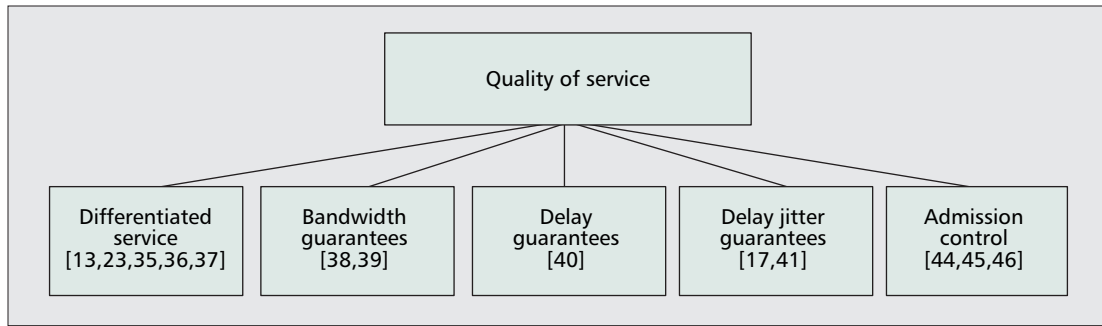 Quality of service
Differentiated
service
[13,23,35,36,37]
Bandwidth
guarantees
[38,39]
Delay
guarantees
[40]
Delay jitter
guarantees
[17,41]
Admission
control
[44,45,46]